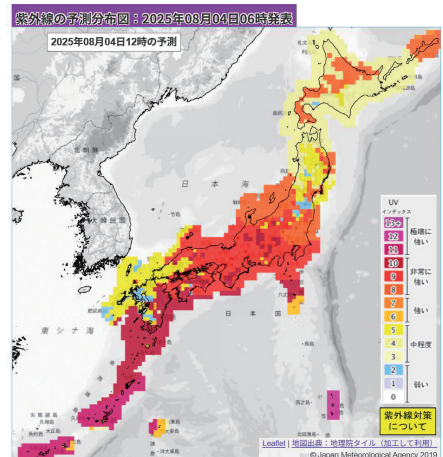 紫外線の予測分布図：2025年08月04日06時発表
2025年08月04日12時の予測
日本海
東シナ海
日本国
UV
インデックス
13+
12
11
10
9
8
7
6
5
4
3
2
1
0
極端に
強い
非常に
強い
強い
中程度
弱い
紫外線対策
について
Leaflet | 地図出典：地理院タイル（加工して利用）
©Japan Meteorological Agency 2019